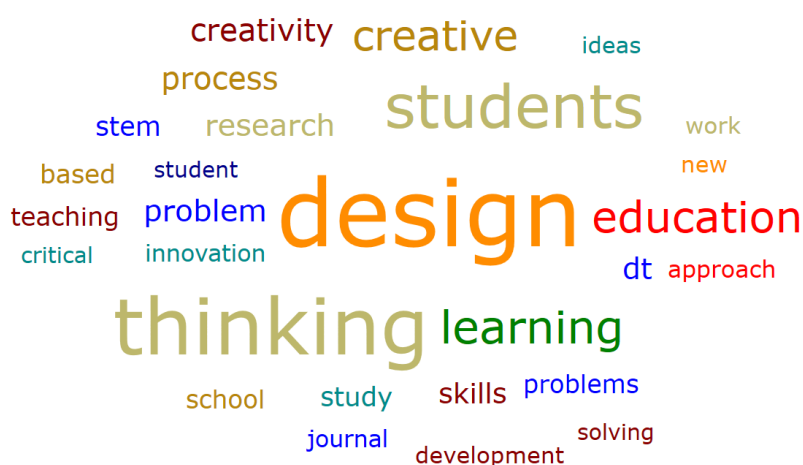 creativity
creative
ideas
process
students
stem
research
work
based
student
new
teaching
problem
design
education
critical
innovation
dt
approach
thinking
learning
school
study
skills
problems
journal
development
solving